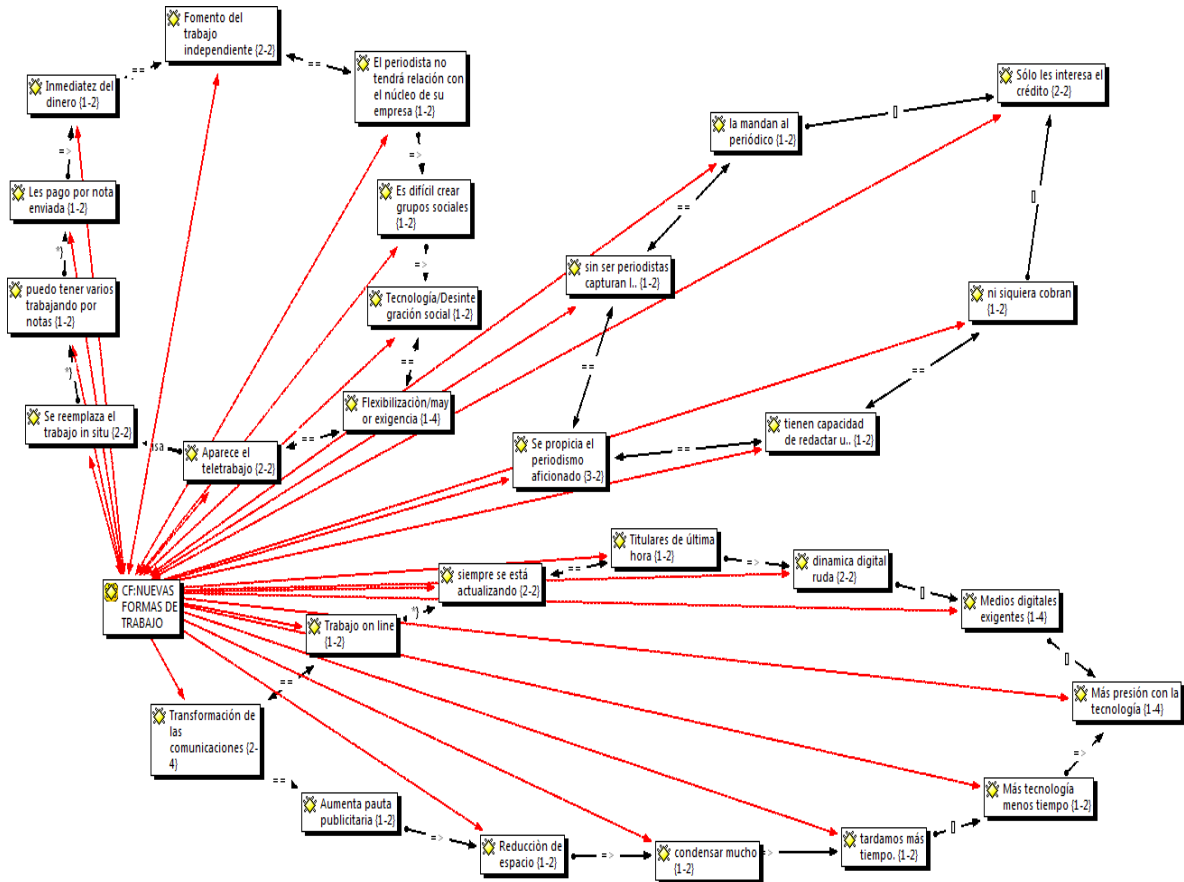 Fomento del
trabajo
independiente {2-2}
==
==
El periodista no
tendrá relación con
el núcleo de su
empresa {1-2}
Inmediatez del
dinero {1-2}
Sólo les interesa el
crédito {2-2}
la mandan al
periódico {1-2}
[]
=>
=>
Les pago por nota
enviada {1-2}
Es difícil crear
grupos sociales
{1-2}
==
[]
*}
=>
sin ser periodistas
capturan l.. {1-2}
puedo tener varios
trabajando por
notas {1-2}
Tecnología/Desinte
gración social {1-2}
ni siquiera cobran
{1-2}
*}
==
==
==
Se reemplaza el
trabajo in situ {2-2}
Flexibilizaciòn/may
or exigencia {1-4}
tienen capacidad
de redactar u.. {1-2}
==
Aparece el
teletrabajo {2-2}
Se propicia el
periodismo
aficionado {3-2}
==
Titulares de última
hora {1-2}
=>
dinamica digital
ruda {2-2}
siempre se está
actualizando {2-2}
==
[]
CF:NUEVAS
FORMAS DE
TRABAJO
Medios digitales
exigentes {1-4}
Trabajo on line
{1-2}
*}
[]
==
Más presión con la
tecnología {1-4}
Transformación de
las
comunicaciones {2-
4}
==
=>
Más tecnología
menos tiempo {1-2}
Aumenta pauta
publicitaria {1-2}
=>
Reducciòn de
espacio {1-2}
=>
condensar mucho
{1-2}
=>
tardamos más
tiempo. {1-2}
[]